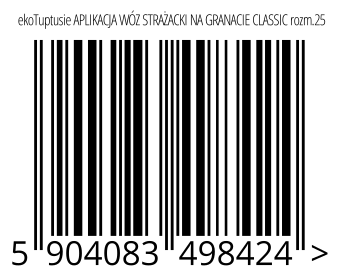 ekoTuptusie APLIKACJA WÓZ STRAŻACKI NA GRANACIE CLASSIC rozm.25
5 904083 498424 >